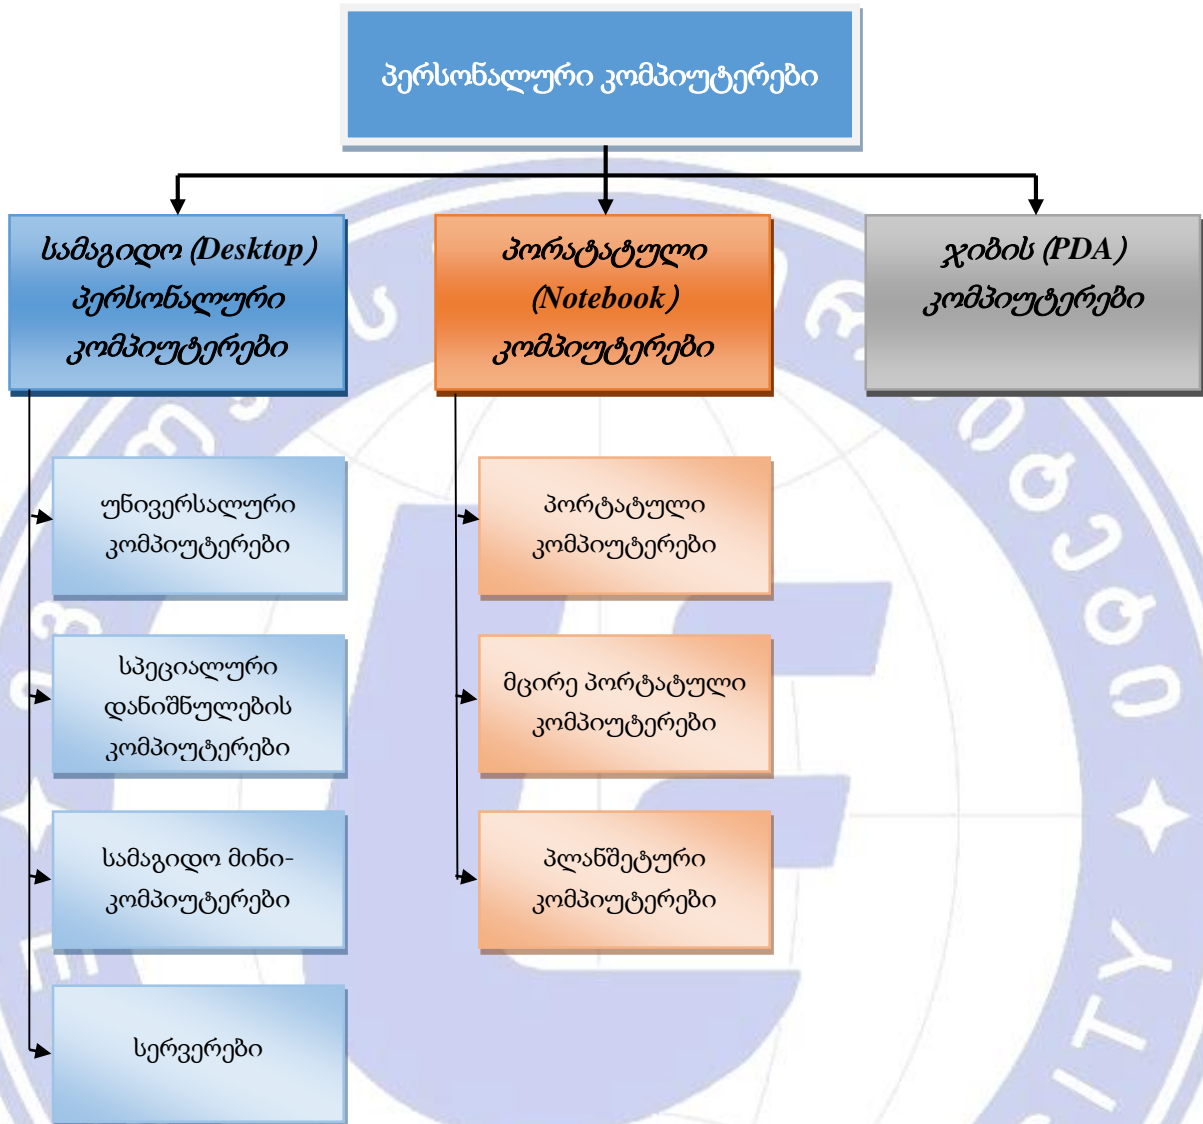 პერსონალური კომპიუტერები
სამაგიდო (Desktop)
პერსონალური
კომპიუტერები
პორატატული
(Notebook)
კომპიუტერები
ჯიბის (PDA)
კომპიუტერები
უნივერსალური
კომპიუტერები
სპეციალური
დანიშნულების
კომპიუტერები
სამაგიდო მინი-
კომპიუტერები
სერვერები
პორტატული
კომპიუტერები
მცირე პორტატული
კომპიუტერები
პლანშეტური
კომპიუტერები